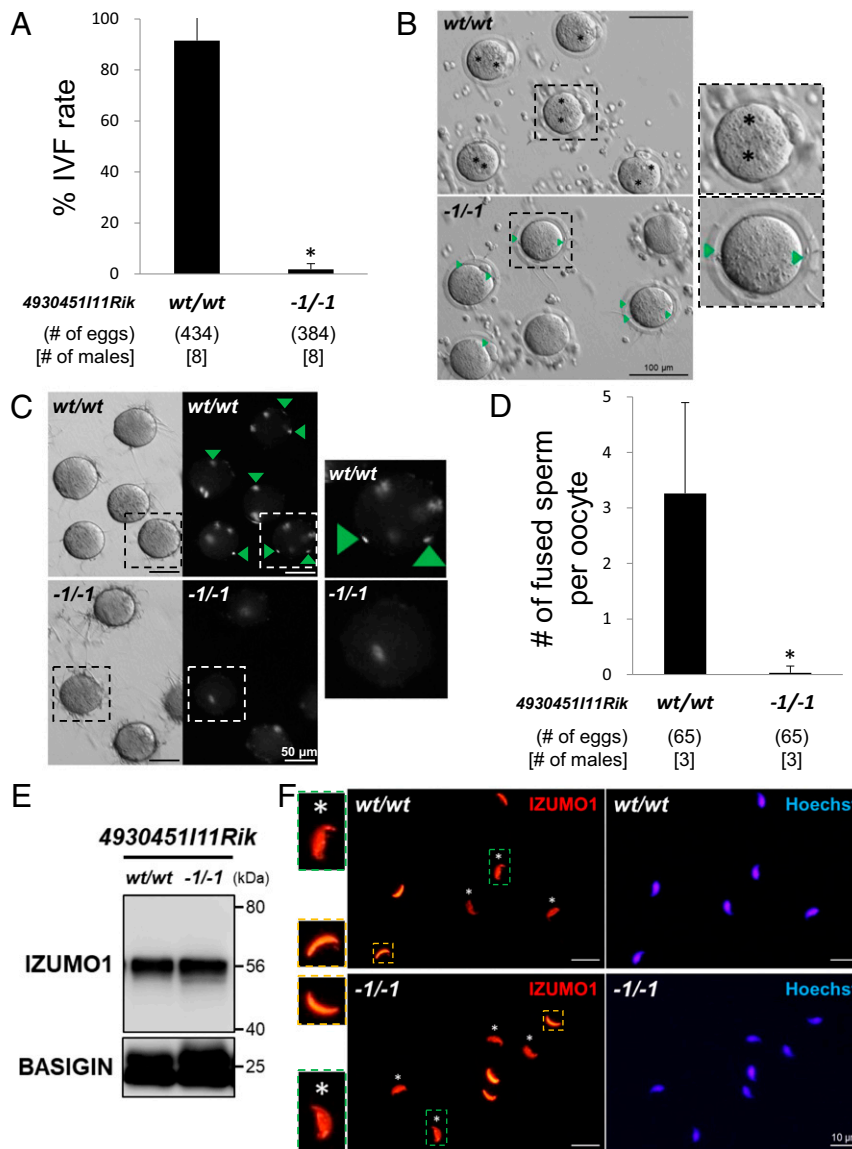 A
% IVF rate
100
80
60
40
20
0
*
4930451I11Rik wt/wt -1/-1
(# of eggs) (434) (384)
[# of males] [8] [8]
B
wt/wt
* * * * * * * * *
-1/-1
100 µm
* *
C
wt/wt wt/wt
wt/wt
-1/-1 -1/-1
-1/-1
50 µm
D
# of fused sperm
per oocyte
5
4
3
2
1
0
*
4930451I11Rik wt/wt -1/-1
(# of eggs) (65) (65)
[# of males] [3] [3]
E
4930451I11Rik
wt/wt -1/-1 (kDa)
80
IZUMO1 56
40
BASIGIN 25
F
*
wt/wt IZUMO1
* * *
wt/wt Hoechst
-1/-1 IZUMO1
* * * *
-1/-1 Hoechst
*
10 µm